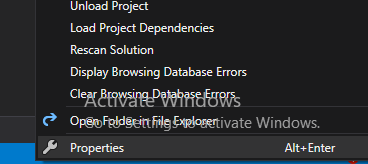 Unload Project
Load Project Dependencies
Rescan Solution
Display Browsing Database Errors
Clear Browsing Database Errors
Activate Windows
Open Folder in File Explorer
Go to Settings to activate Windows.
Properties Alt+Enter